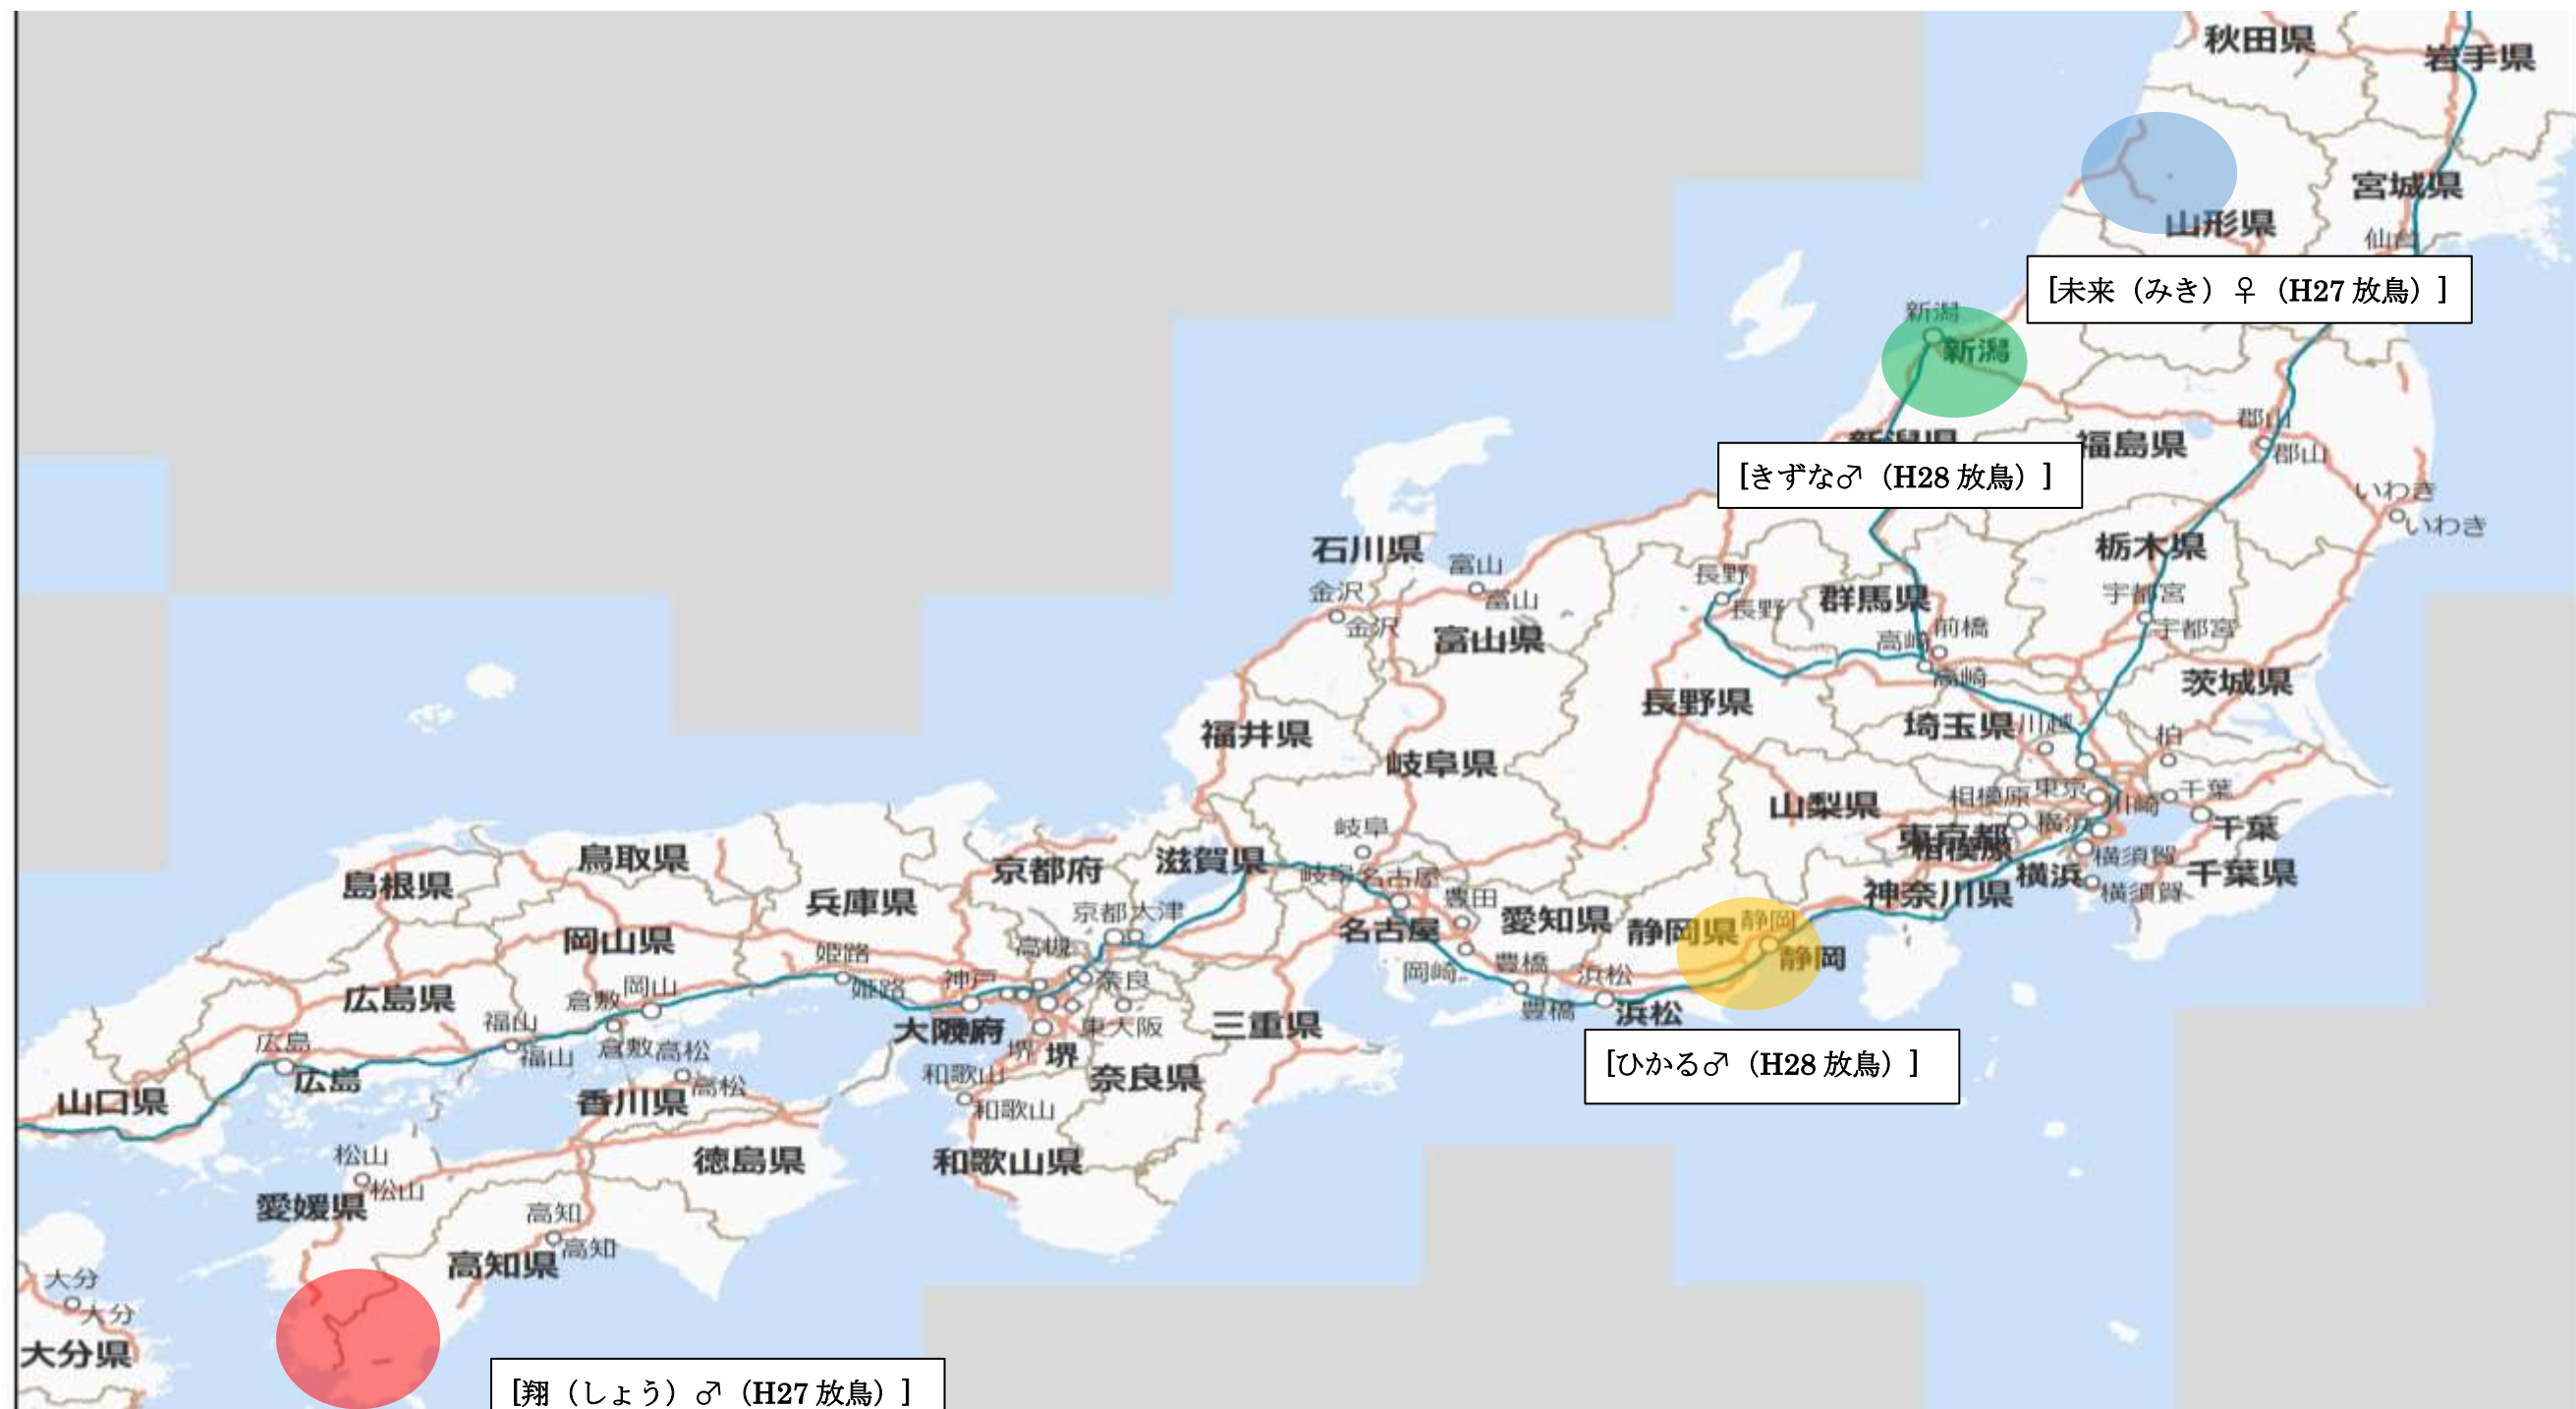 秋田県
岩手県
宮城県
山形県
仙台
[未来（みき）♀（H27 放鳥）]
新潟
新潟
新潟県
[きずな♂（H28 放鳥）]
福島県
郡山
郡山
いわき
いわき
石川県
金沢
金沢
富山
富山
富山県
長野
長野
群馬県
前橋
高崎
高崎
栃木県
宇都宮
宇都宮
茨城県
長野県
埼玉県
川越
柏
福井県
岐阜県
山梨県
相模原
東京
川崎
千葉
千葉
東京都
相模原
横浜
横浜
横須賀
横須賀
千葉県
神奈川県
岐阜
岐阜
名古屋
名古屋
豊田
愛知県
静岡県
静岡
静岡
岡崎
豊橋
豊橋
浜松
浜松
[ひかる♂（H28 放鳥）]
島根県
鳥取県
兵庫県
京都府
滋賀県
京都
大津
高槻
岡山県
姫路
姫路
神戸
奈良
広島県
倉敷
岡山
福山
福山
倉敷
高松
高松
大阪府
東大阪
堺
堺
三重県
広島
広島
山口県
香川県
和歌山
和歌山
奈良県
松山
松山
徳島県
和歌山県
愛媛県
高知
高知
高知県
大分
大分
大分県
[翔（しょう）♂（H27 放鳥）]